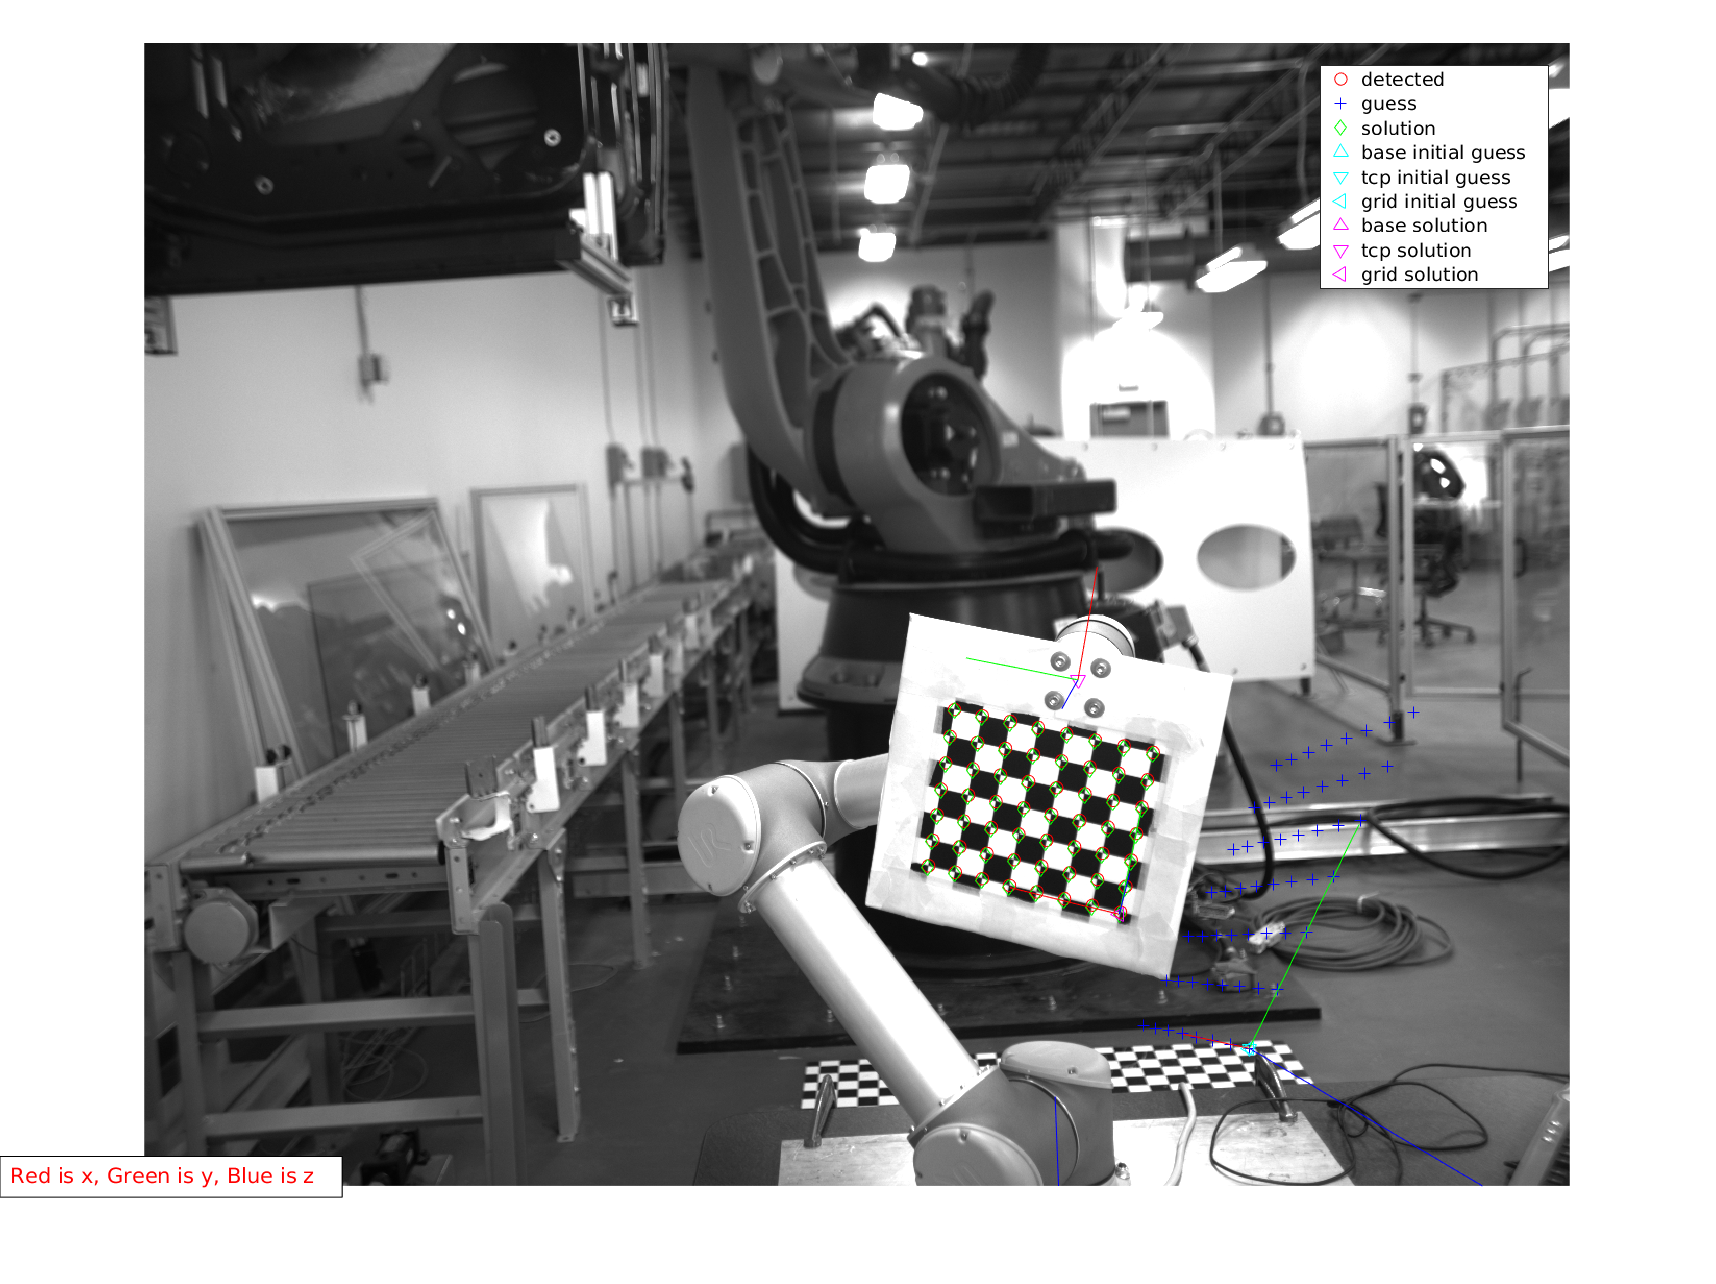 detected
guess
solution
base initial guess
tcp initial guess
grid initial guess
base solution
tcp solution
grid solution
Red is x, Green is y, Blue is z